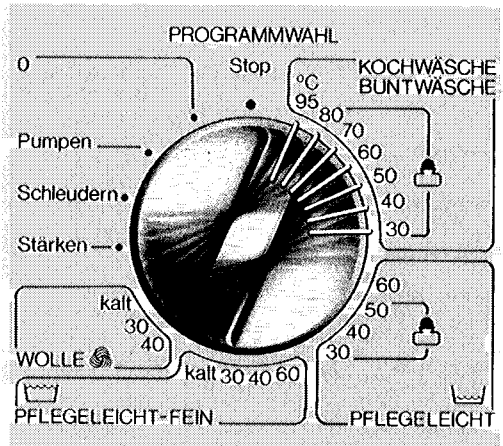 PROGRAMMWAHL
0
Stop
KOCHWÄSCHE
BUNTWÄSCHE
°C
95
80
70
60
50
40
30
Pumpen
Schleudern
Stärken
60
50
40
30
PFLEGELEICHT
kalt 30 40 60
PFLEGELEICHT-FEIN
kalt
30
40
WOLLE